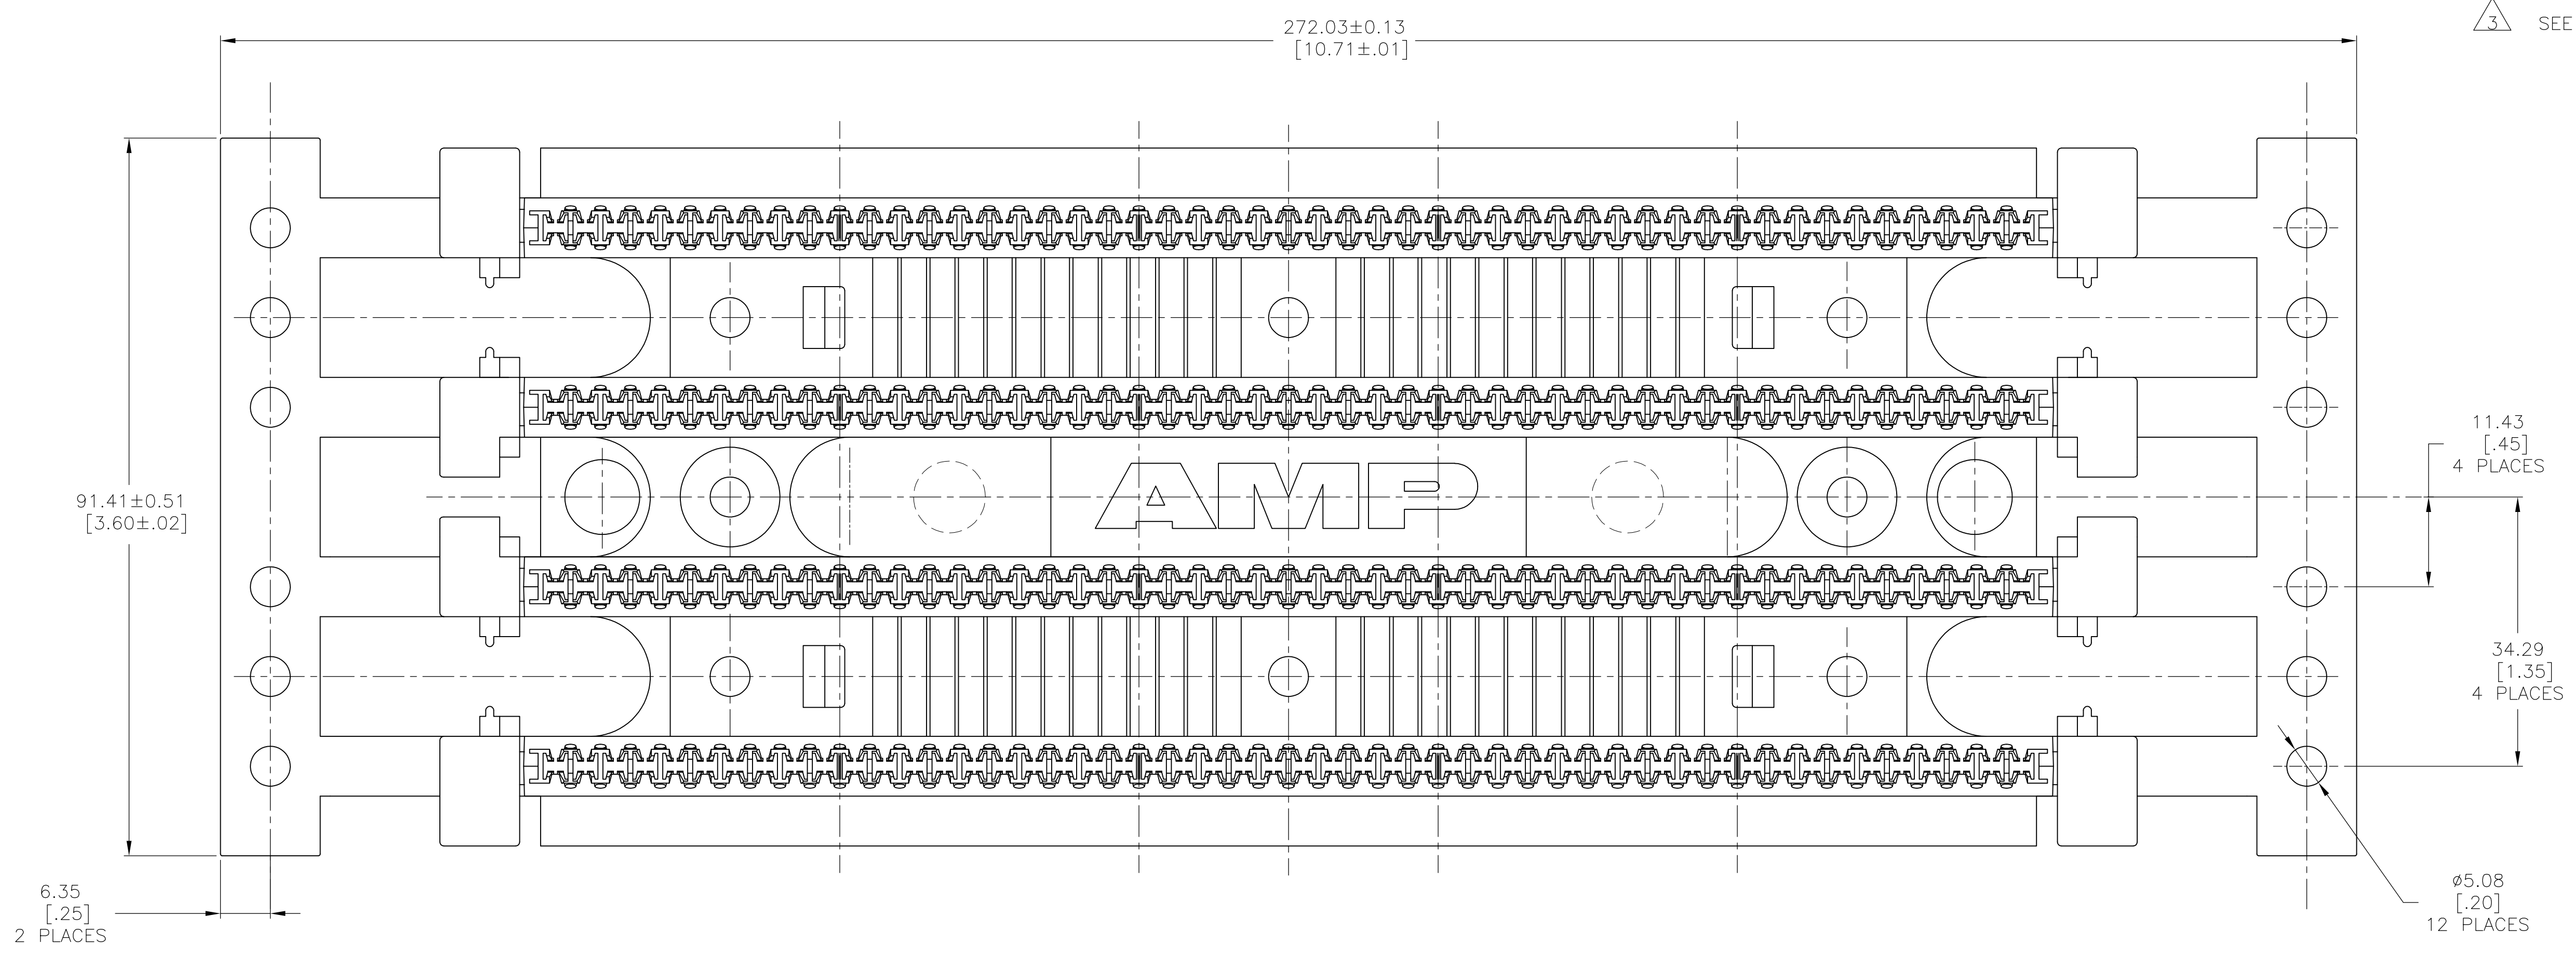 272.03±0.13
[10.71±.01]
3 SEE
91.41±0.51
[3.60±.02]
AMP
11.43
[.45]
4 PLACES
34.29
[1.35]
4 PLACES
6.35
[.25]
2 PLACES
⌀5.08
[.20]
12 PLACES